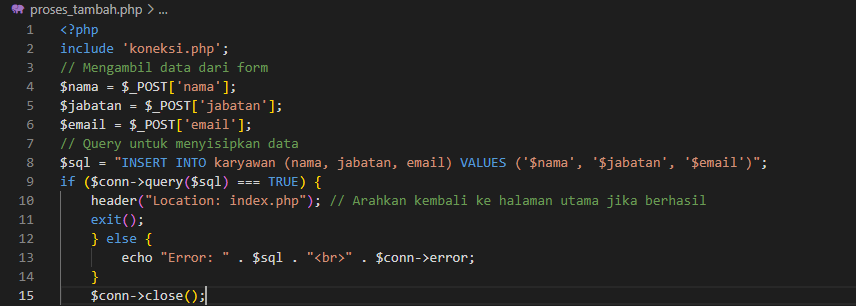 proses_tambah.php > ...
1 <?php
2 include 'koneksi.php';
3 // Mengambil data dari form
4 $nama = $_POST['nama'];
5 $jabatan = $_POST['jabatan'];
6 $email = $_POST['email'];
7 // Query untuk menyisipkan data
8 $sql = "INSERT INTO karyawan (nama, jabatan, email) VALUES ('$nama', '$jabatan', '$email')";
9 if ($conn->query($sql) === TRUE) {
10 header("Location: index.php"); // Arahkan kembali ke halaman utama jika berhasil
11 exit();
12 } else {
13 echo "Error: " . $sql . "<br>" . $conn->error;
14 }
15 $conn->close();